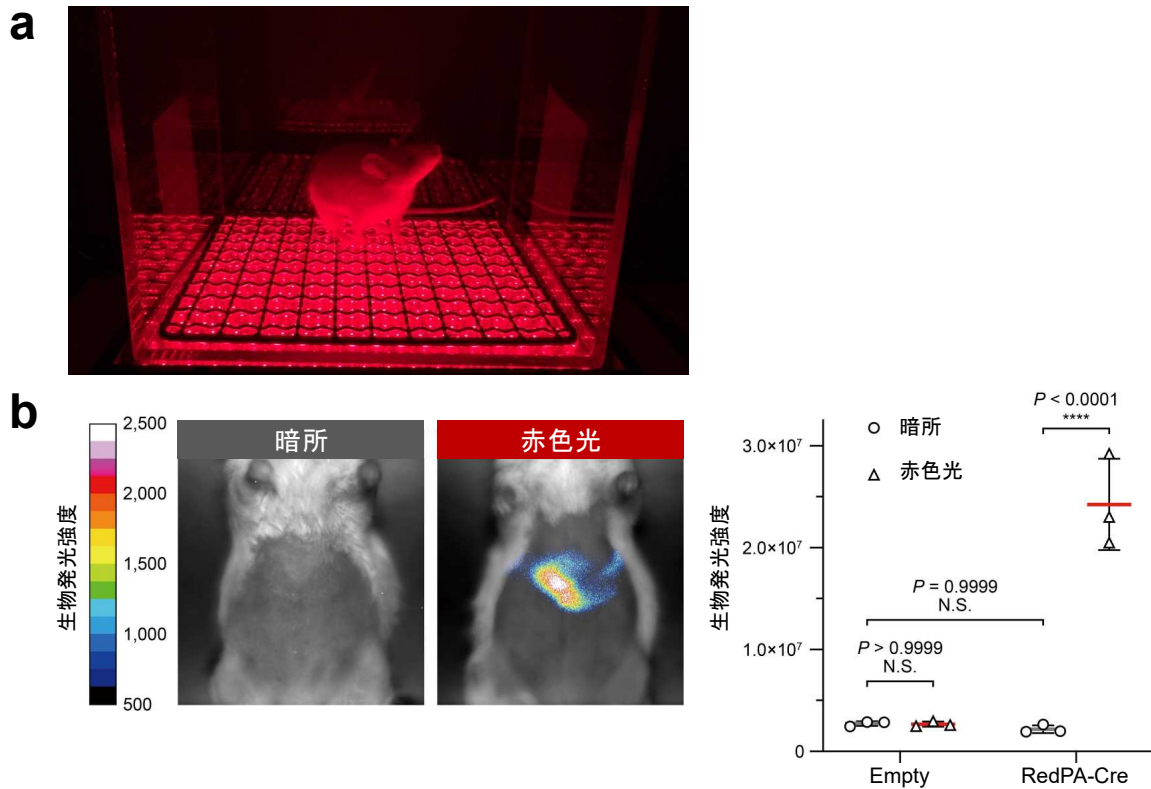 a
b
2,500
2,000
1,500
1,000
500
生物発光強度
暗所
赤色光
生物発光強度
3.0×10⁷
2.0×10⁷
1.0×10⁷
0
暗所
赤色光
P < 0.0001
****
P = 0.9999
N.S.
P > 0.9999
N.S.
Empty
RedPA-Cre